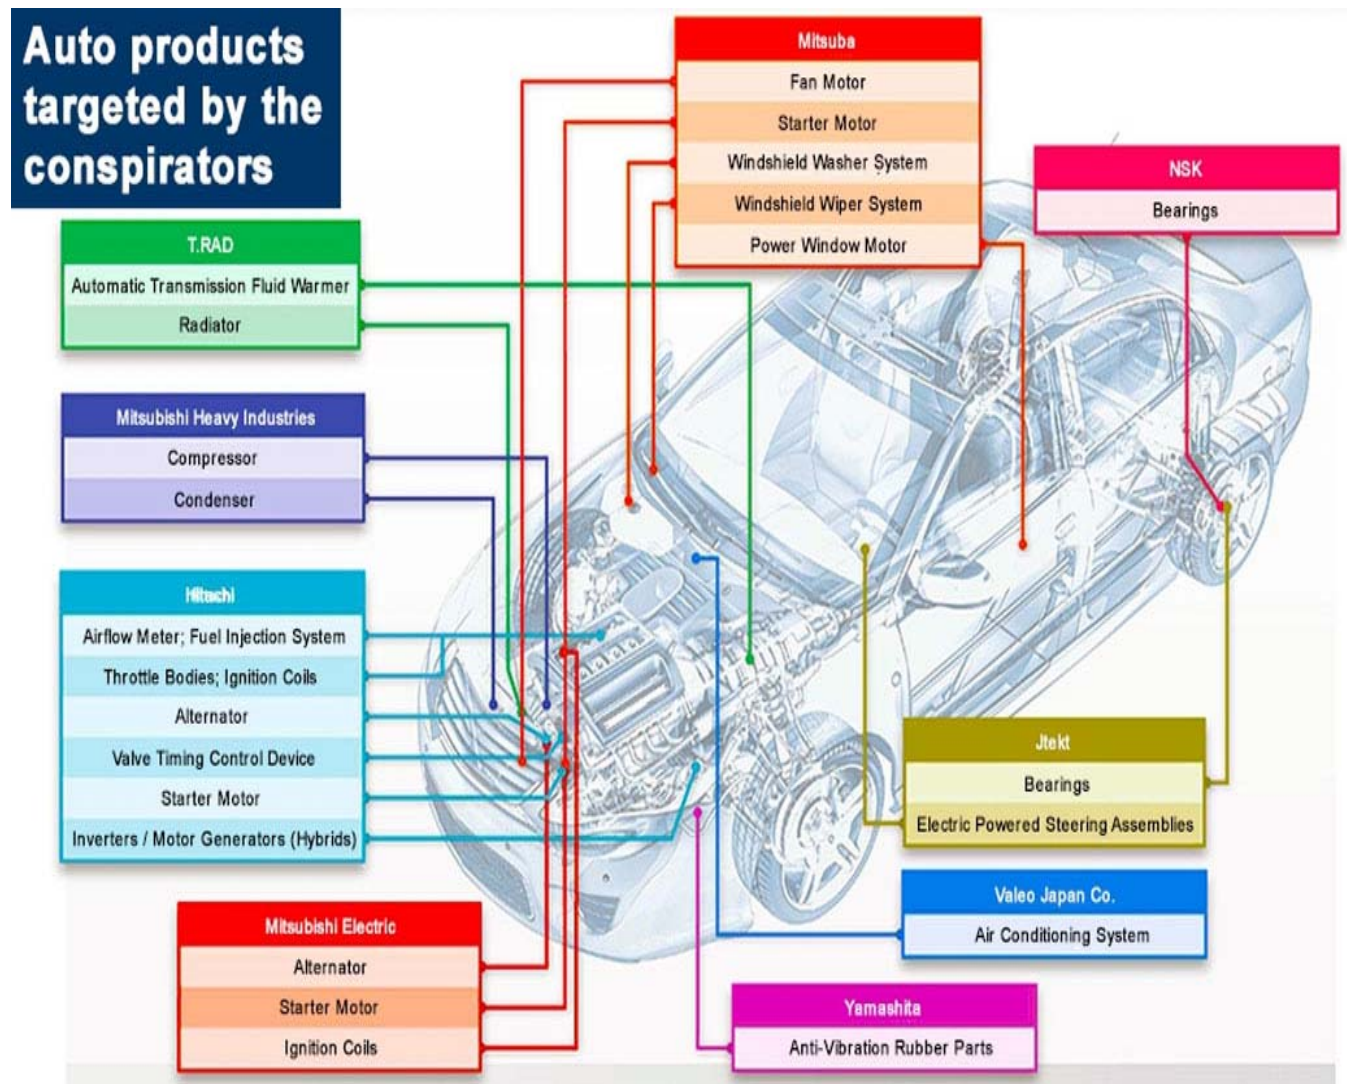 Auto products
targeted by the
conspirators
Mitsuba
Fan Motor
Starter Motor
Windshield Washer System
Windshield Wiper System
Power Window Motor
NSK
Bearings
T.RAD
Automatic Transmission Fluid Warmer
Radiator
Mitsubishi Heavy Industries
Compressor
Condenser
Hitachi
Airflow Meter; Fuel Injection System
Throttle Bodies; Ignition Coils
Alternator
Valve Timing Control Device
Starter Motor
Inverters / Motor Generators (Hybrids)
Jtekt
Bearings
Electric Powered Steering Assemblies
Valeo Japan Co.
Air Conditioning System
Mitsubishi Electric
Alternator
Starter Motor
Ignition Coils
Yamashita
Anti-Vibration Rubber Parts